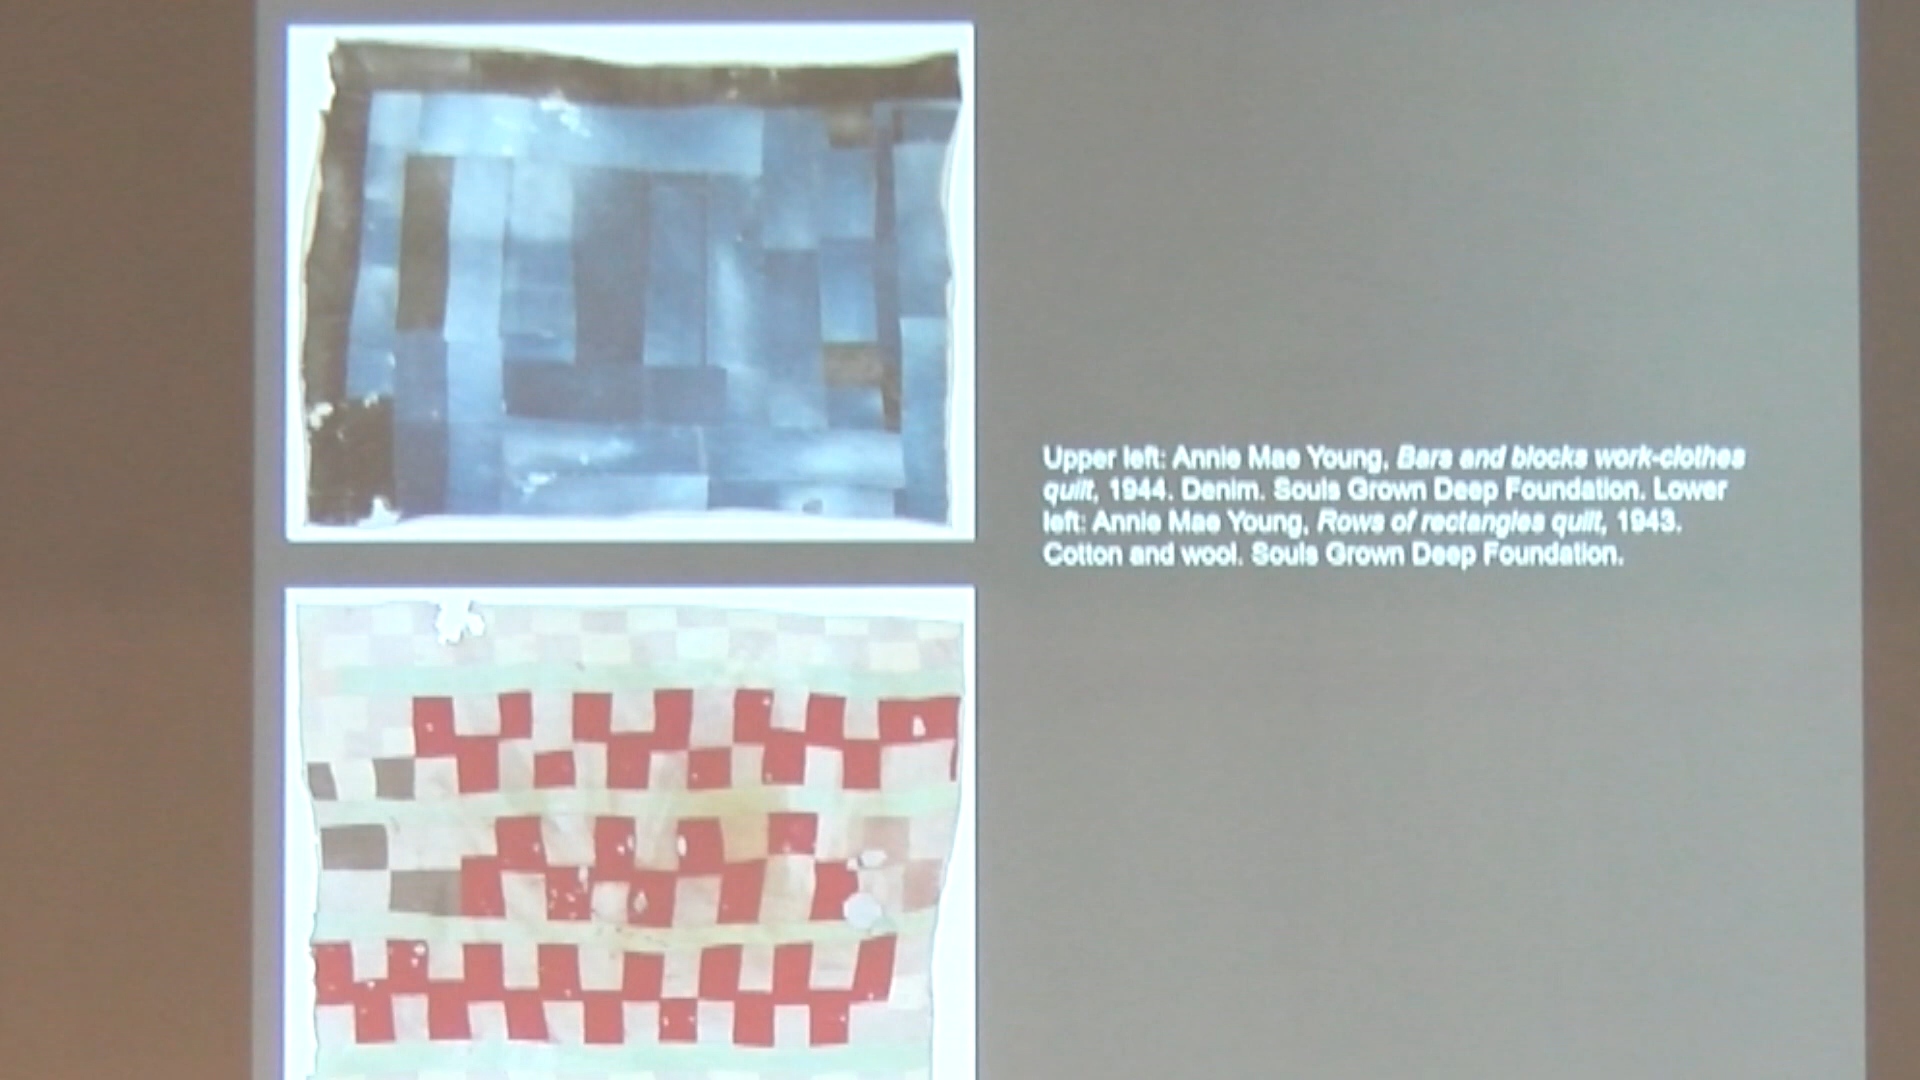 Upper left: Annie Mae Young, Bars and blocks work-clothes
quilt, 1944. Denim. Souls Grown Deep Foundation. Lower
left: Annie Mae Young, Rows of rectangles quilt, 1943.
Cotton and wool. Souls Grown Deep Foundation.